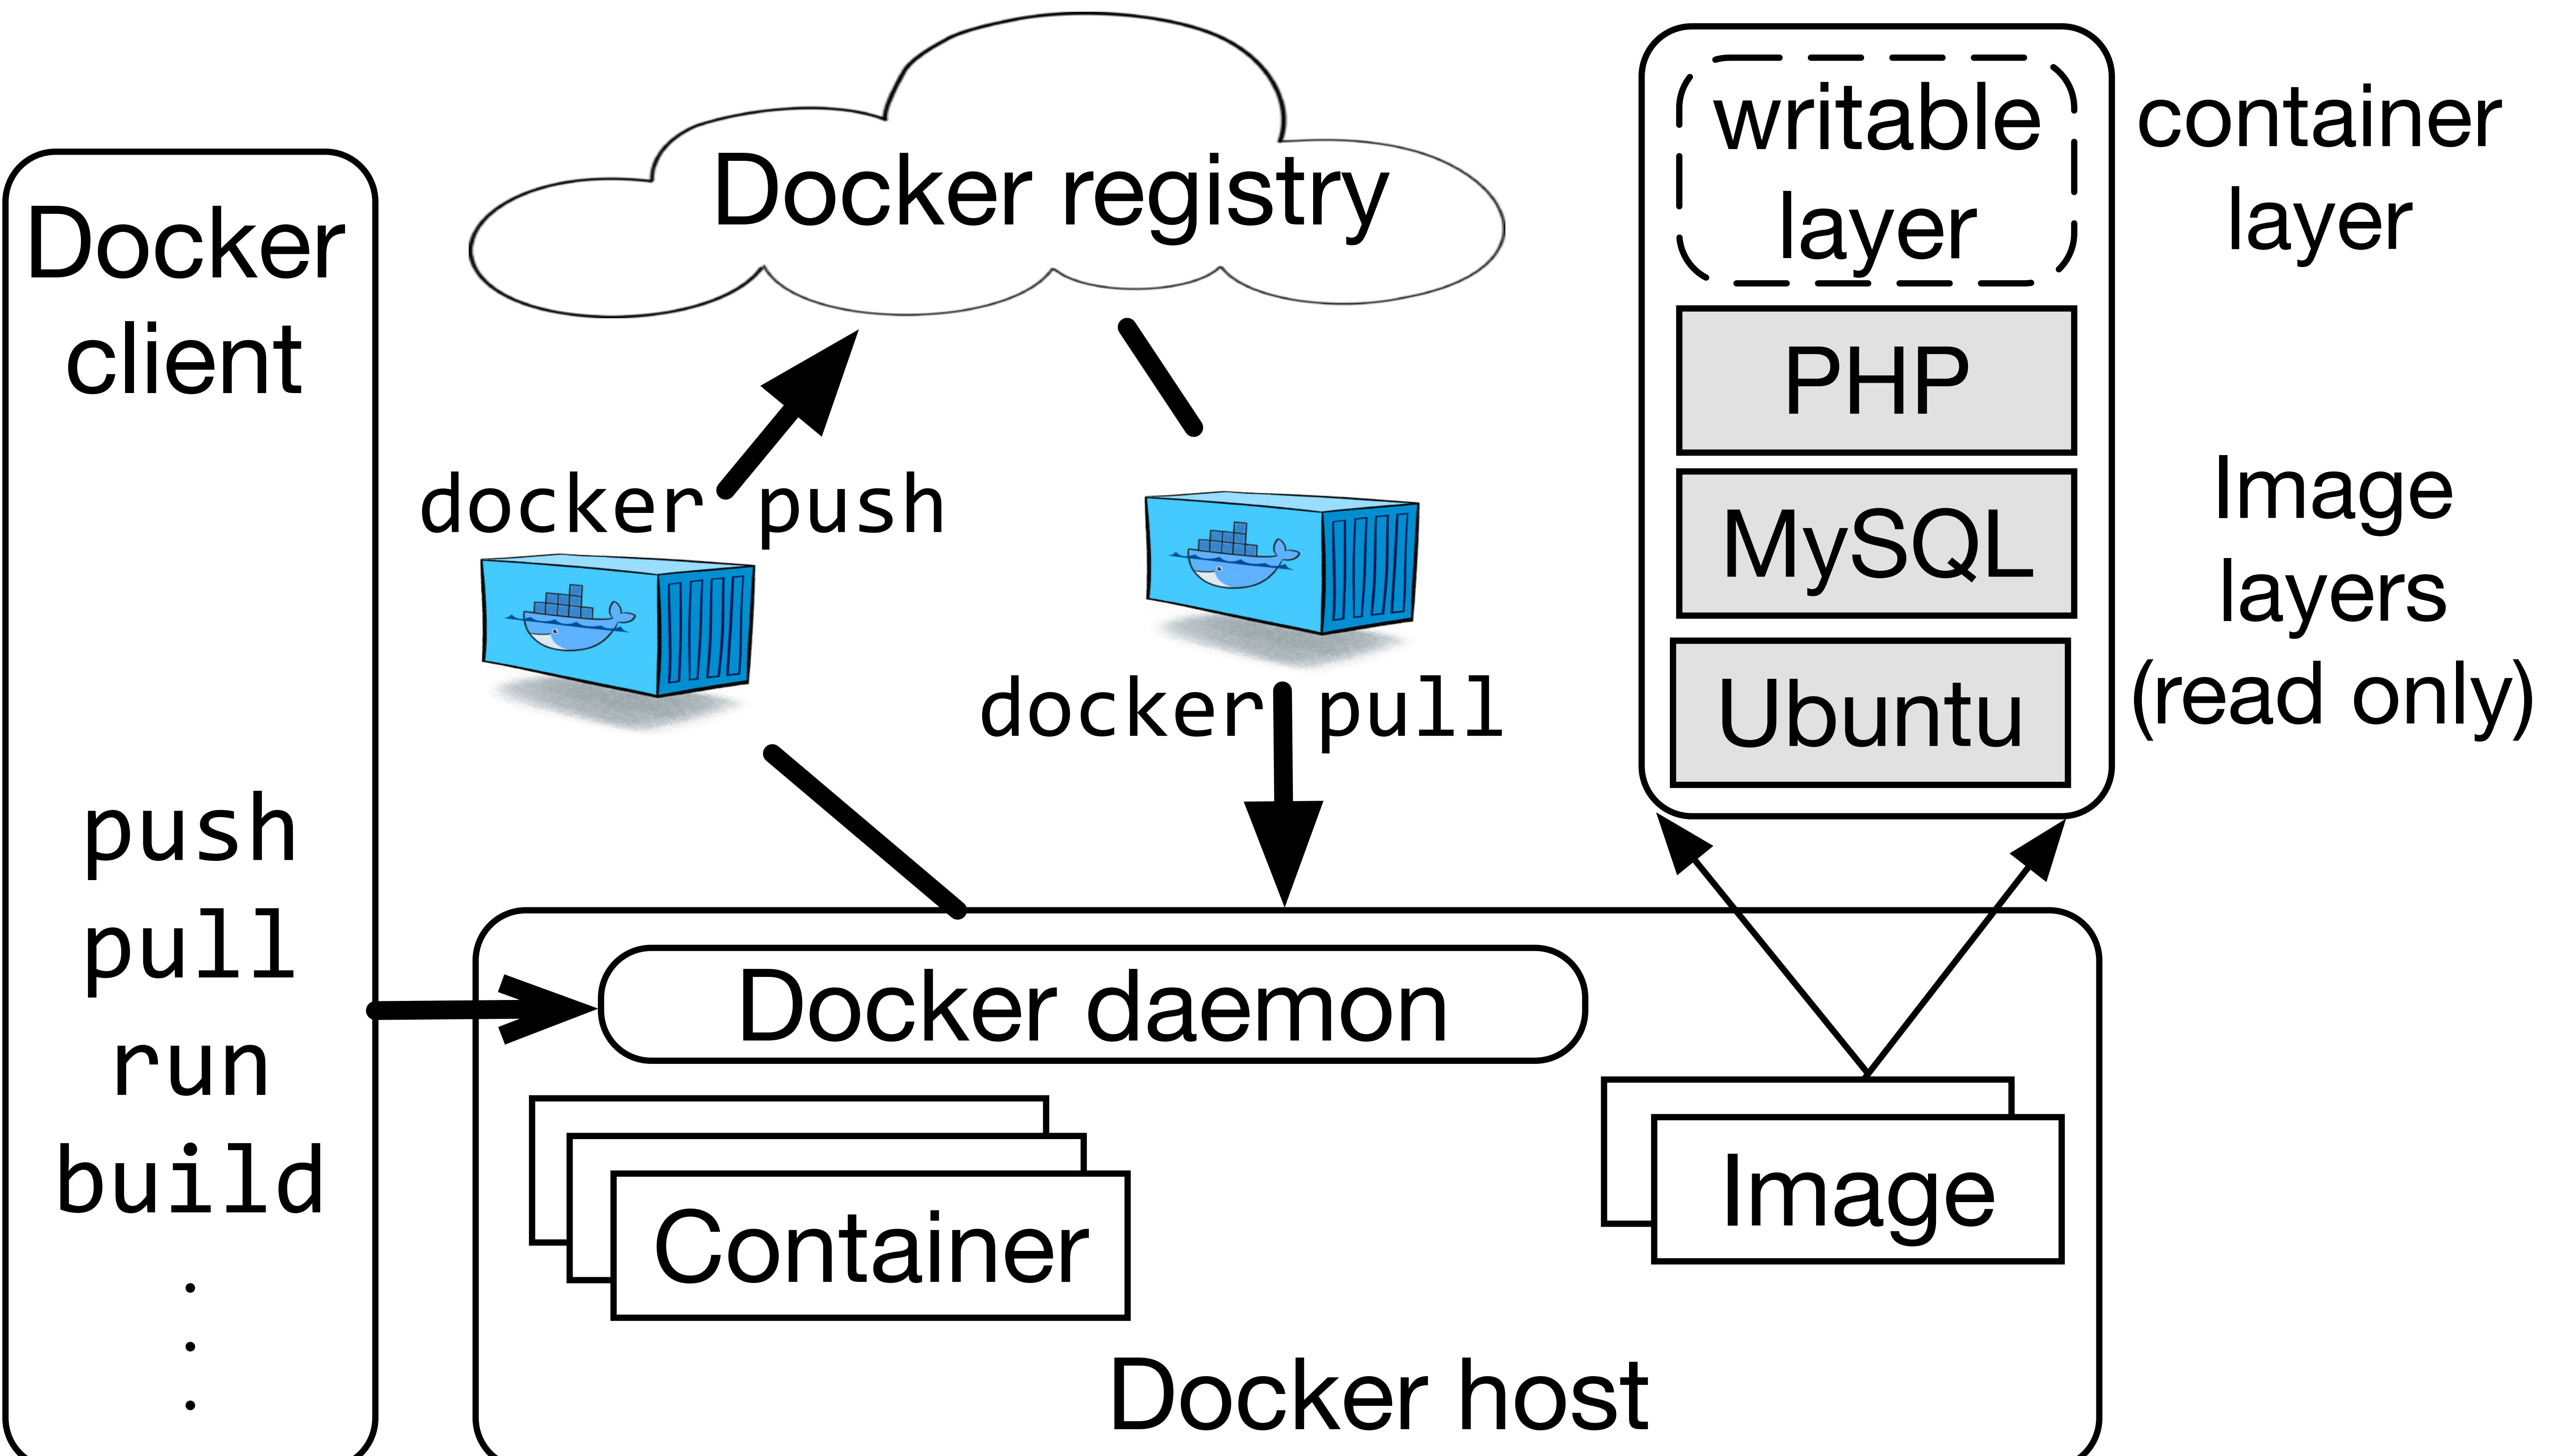 Docker
client
push
pull
run
build
.
.
.
Docker registry
docker push
docker pull
Docker daemon
Container
Image
Docker host
writable
layer
PHP
MySQL
Ubuntu
container
layer
Image
layers
(read only)